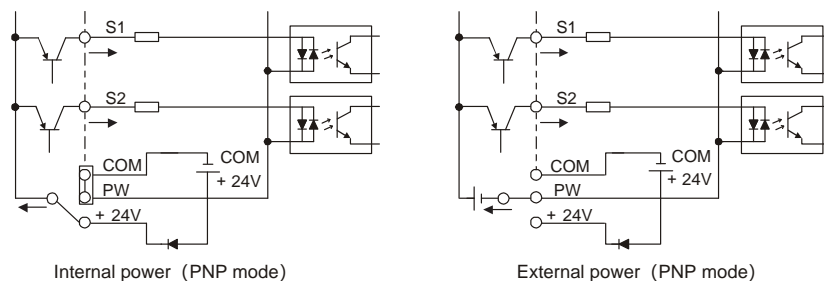 S1
S2
COM
COM
+ 24V
PW
+ 24V
Internal power (PNP mode)
S1
S2
COM
COM
+ 24V
PW
+ 24V
External power (PNP mode)